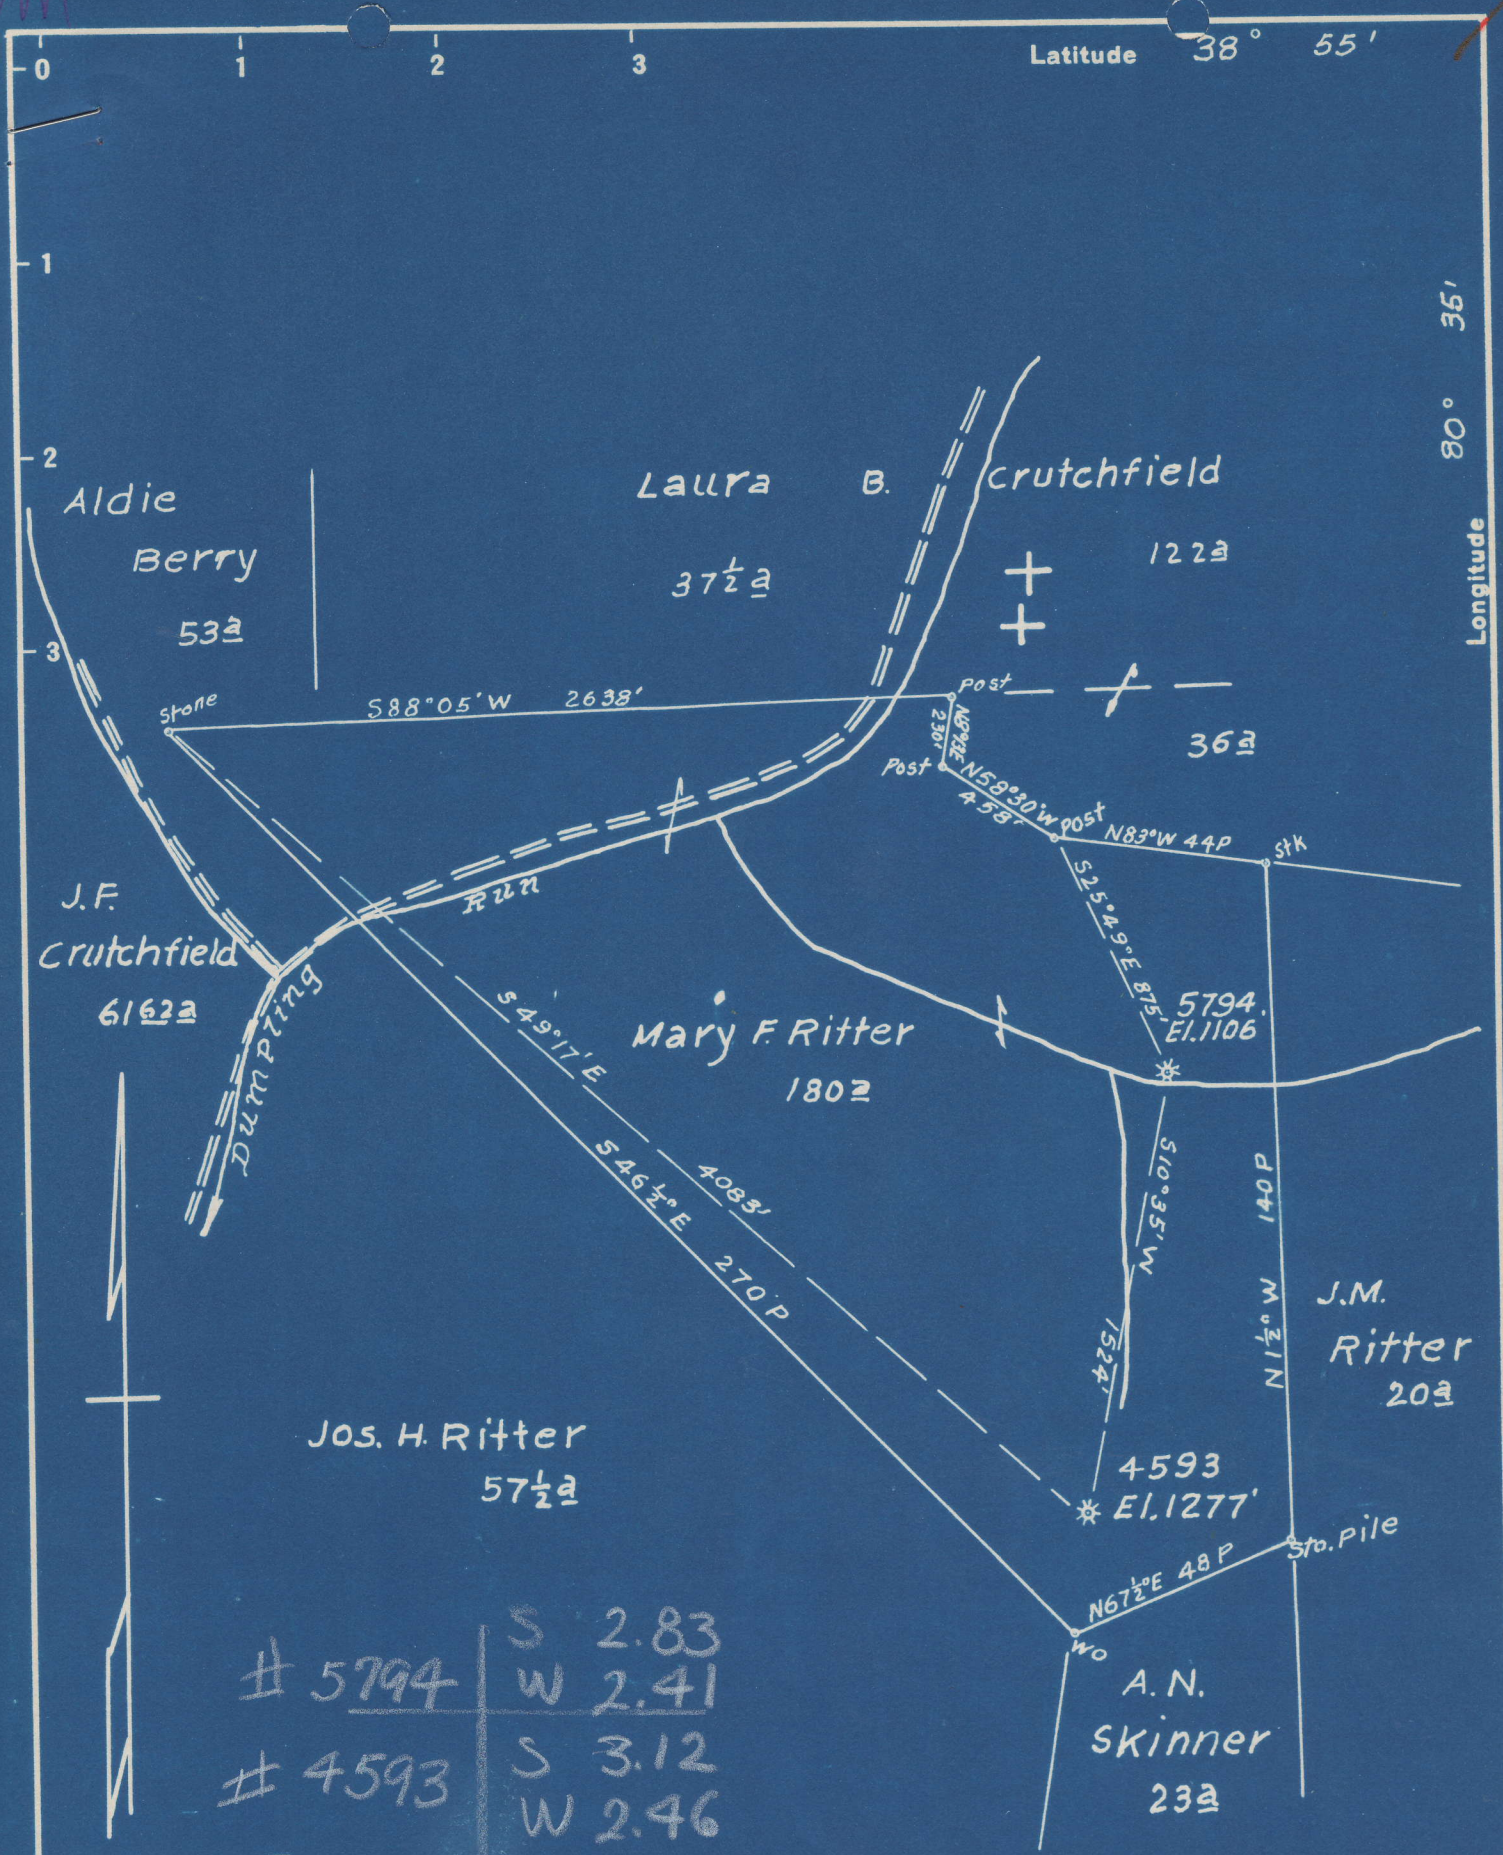 0 1 2 3
Latitude 38° 55'
1
2
3
80° 35'
Longitude
Aldie
Berry
53a
Laura B. Crutchfield
37½a
122a
Stone
S88°05'W 2638'
Post
230'
Post
N58°30'W
458'
Post
36a
N83°W 44P
Stk
S25°49'E 875'
5794.
El.1106
J.F.
Crutchfield
6162a
Run
Dumpling
Mary F. Ritter
180a
S49°17'E
4083'
S46½°E 270P
S10°35'W
1524'
N1½°W 140P
J.M.
Ritter
20a
Jos. H. Ritter
57½a
4593
El.1277'
Sto. Pile
N67½°E 48P
WO
A. N.
Skinner
23a
# 5794 S 2.83
W 2.41
# 4593 S 3.12
W 2.46